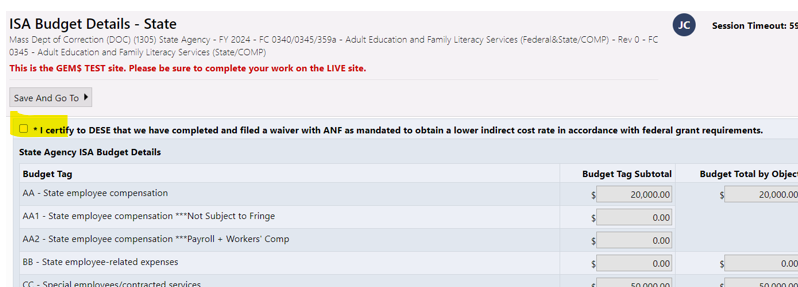 ISA Budget Details - State
JC
Session Timeout: 59
Mass Dept of Correction (DOC) (1305) State Agency - FY 2024 - FC 0340/0345/359a - Adult Education and Family Literacy Services (Federal&State/COMP) - Rev 0 - FC
0345 - Adult Education and Family Literacy Services (State/COMP)
This is the GEM$ TEST site. Please be sure to complete your work on the LIVE site.
Save And Go To
* I certify to DESE that we have completed and filed a waiver with ANF as mandated to obtain a lower indirect cost rate in accordance with federal grant requirements.
State Agency ISA Budget Details
Budget Tag Budget Tag Subtotal Budget Total by Object
AA - State employee compensation $ 20,000.00 $ 20,000.00
AA1 - State employee compensation ***Not Subject to Fringe $ 0.00
AA2 - State employee compensation ***Payroll + Workers' Comp $ 0.00
BB - State employee-related expenses $ 0.00 $ 0.00
CC - Special employees/contracted services $ 50,000.00 $ 50,000.00